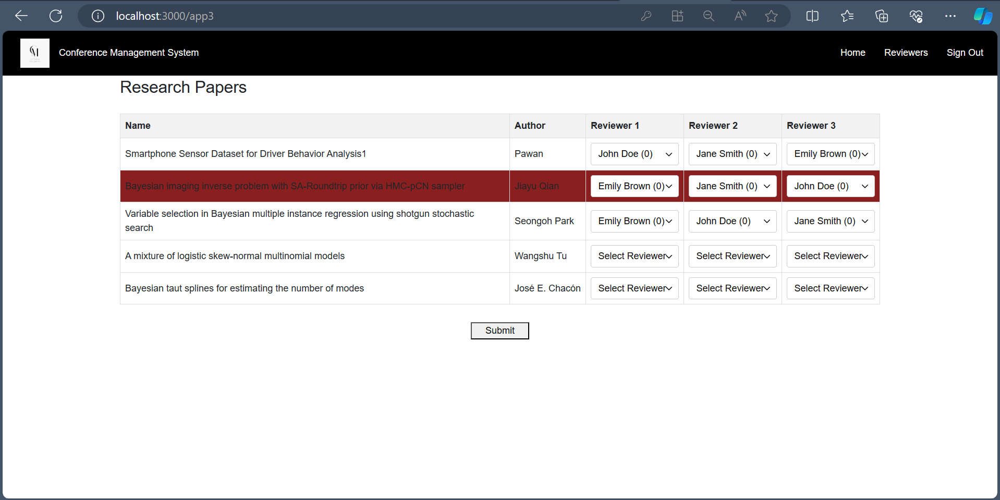 localhost:3000/app3
Conference Management System
Home Reviewers Sign Out
Research Papers
Name Author Reviewer 1 Reviewer 2 Reviewer 3
Smartphone Sensor Dataset for Driver Behavior Analysis1 Pawan John Doe (0) Jane Smith (0) Emily Brown (0)
Bayesian imaging inverse problem with SA-Roundtrip prior via HMC-pCN sampler Jiayu Qian Emily Brown (0) Jane Smith (0) John Doe (0)
Variable selection in Bayesian multiple instance regression using shotgun stochastic
search Seongoh Park Emily Brown (0) John Doe (0) Jane Smith (0)
A mixture of logistic skew-normal multinomial models Wangshu Tu Select Reviewer Select Reviewer Select Reviewer
Bayesian taut splines for estimating the number of modes José E. Chacón Select Reviewer Select Reviewer Select Reviewer
Submit